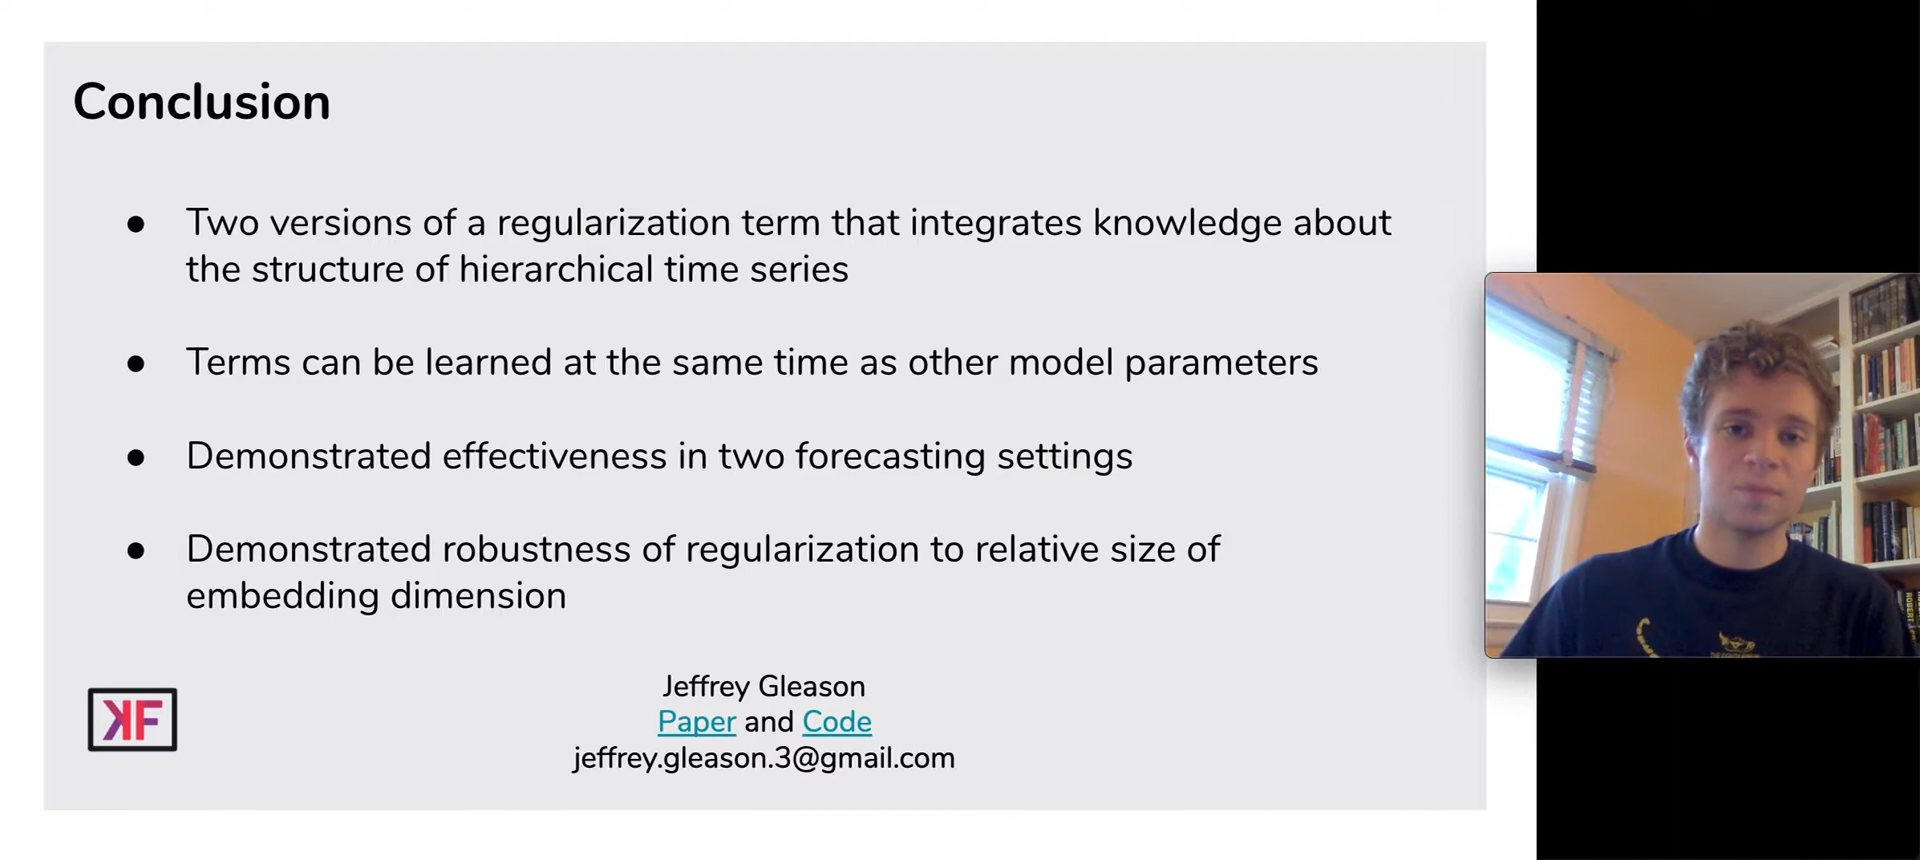 Conclusion
● Two versions of a regularization term that integrates knowledge about
the structure of hierarchical time series
● Terms can be learned at the same time as other model parameters
● Demonstrated effectiveness in two forecasting settings
● Demonstrated robustness of regularization to relative size of
embedding dimension
KF
Jeffrey Gleason
Paper and Code
jeffrey.gleason.3@gmail.com
ROBERT